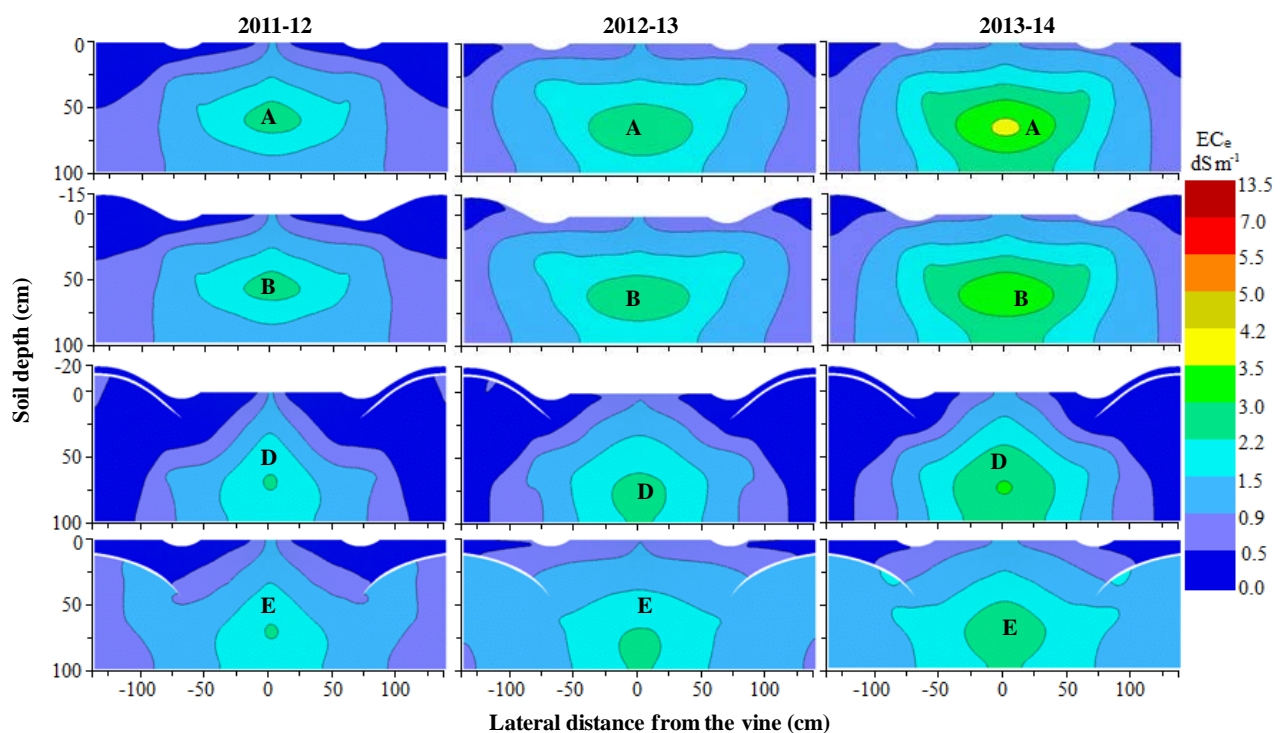 2011-12 2012-13 2013-14
0
50
100
A A A
-15
0
50
100
B B B
-20
0
50
100
D D D
0
50
100
E E E
-100 -50 0 50 100 -100 -50 0 50 100 -100 -50 0 50 100
Soil depth (cm)
Lateral distance from the vine (cm)
ECe
dS m-1
13.5
7.0
5.5
5.0
4.2
3.5
3.0
2.2
1.5
0.9
0.5
0.0